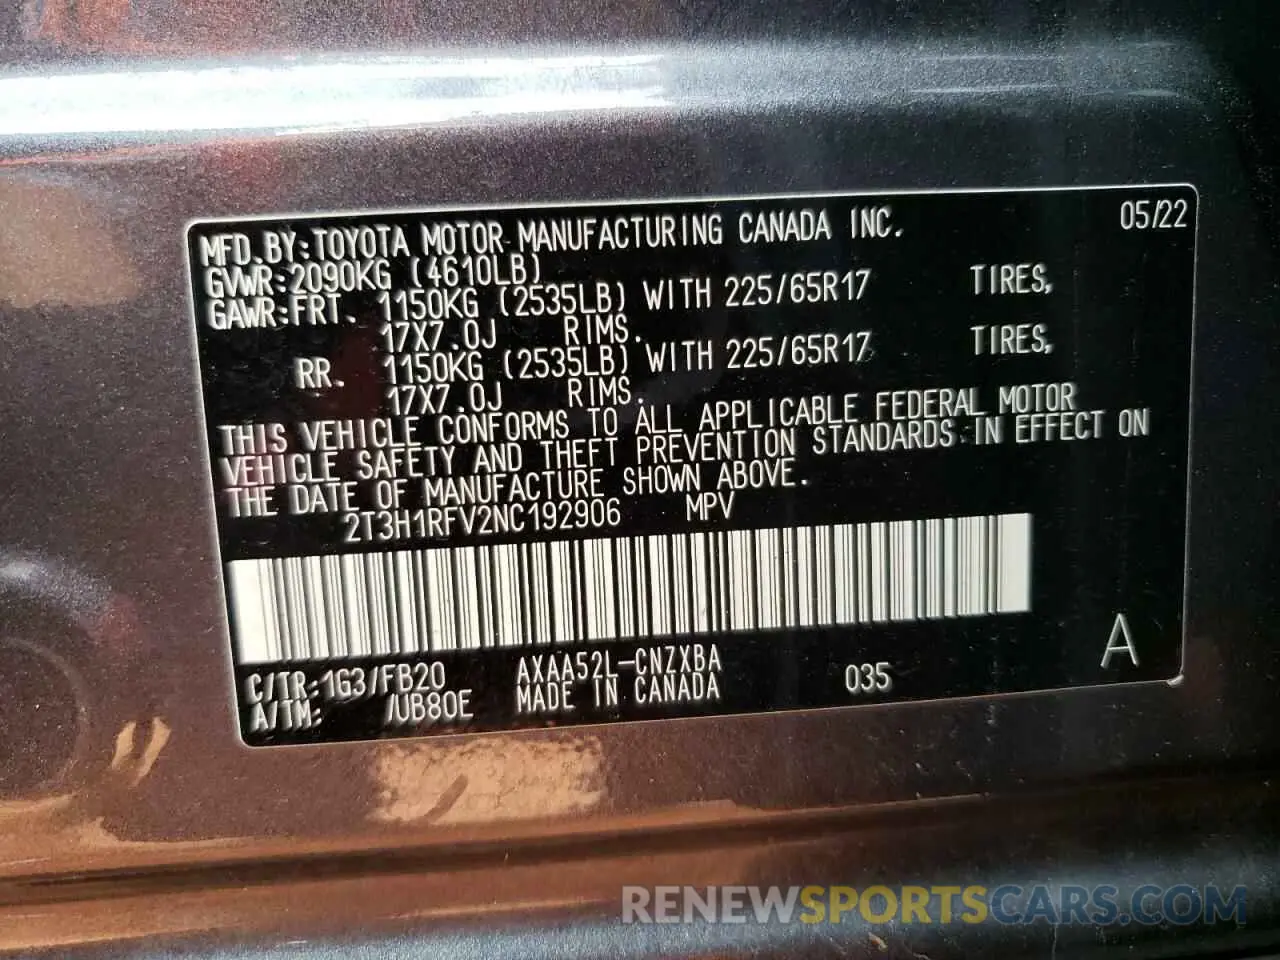 MFD.BY:TOYOTA MOTOR MANUFACTURING CANADA INC. 05/22
GVWR:2090KG (4610LB)
GAWR:FRT. 1150KG (2535LB) WITH 225/65R17 TIRES,
17X7.0J RIMS.
RR. 1150KG (2535LB) WITH 225/65R17 TIRES,
17X7.0J RIMS.
THIS VEHICLE CONFORMS TO ALL APPLICABLE FEDERAL MOTOR
VEHICLE SAFETY AND THEFT PREVENTION STANDARDS IN EFFECT ON
THE DATE OF MANUFACTURE SHOWN ABOVE.
2T3H1RFV2NC192906 MPV
A
C/TR:1G3/FB20 AXAA52L-CNZXBA 035
A/TM: /UB80E MADE IN CANADA
RENEWSPORTSCARS.COM